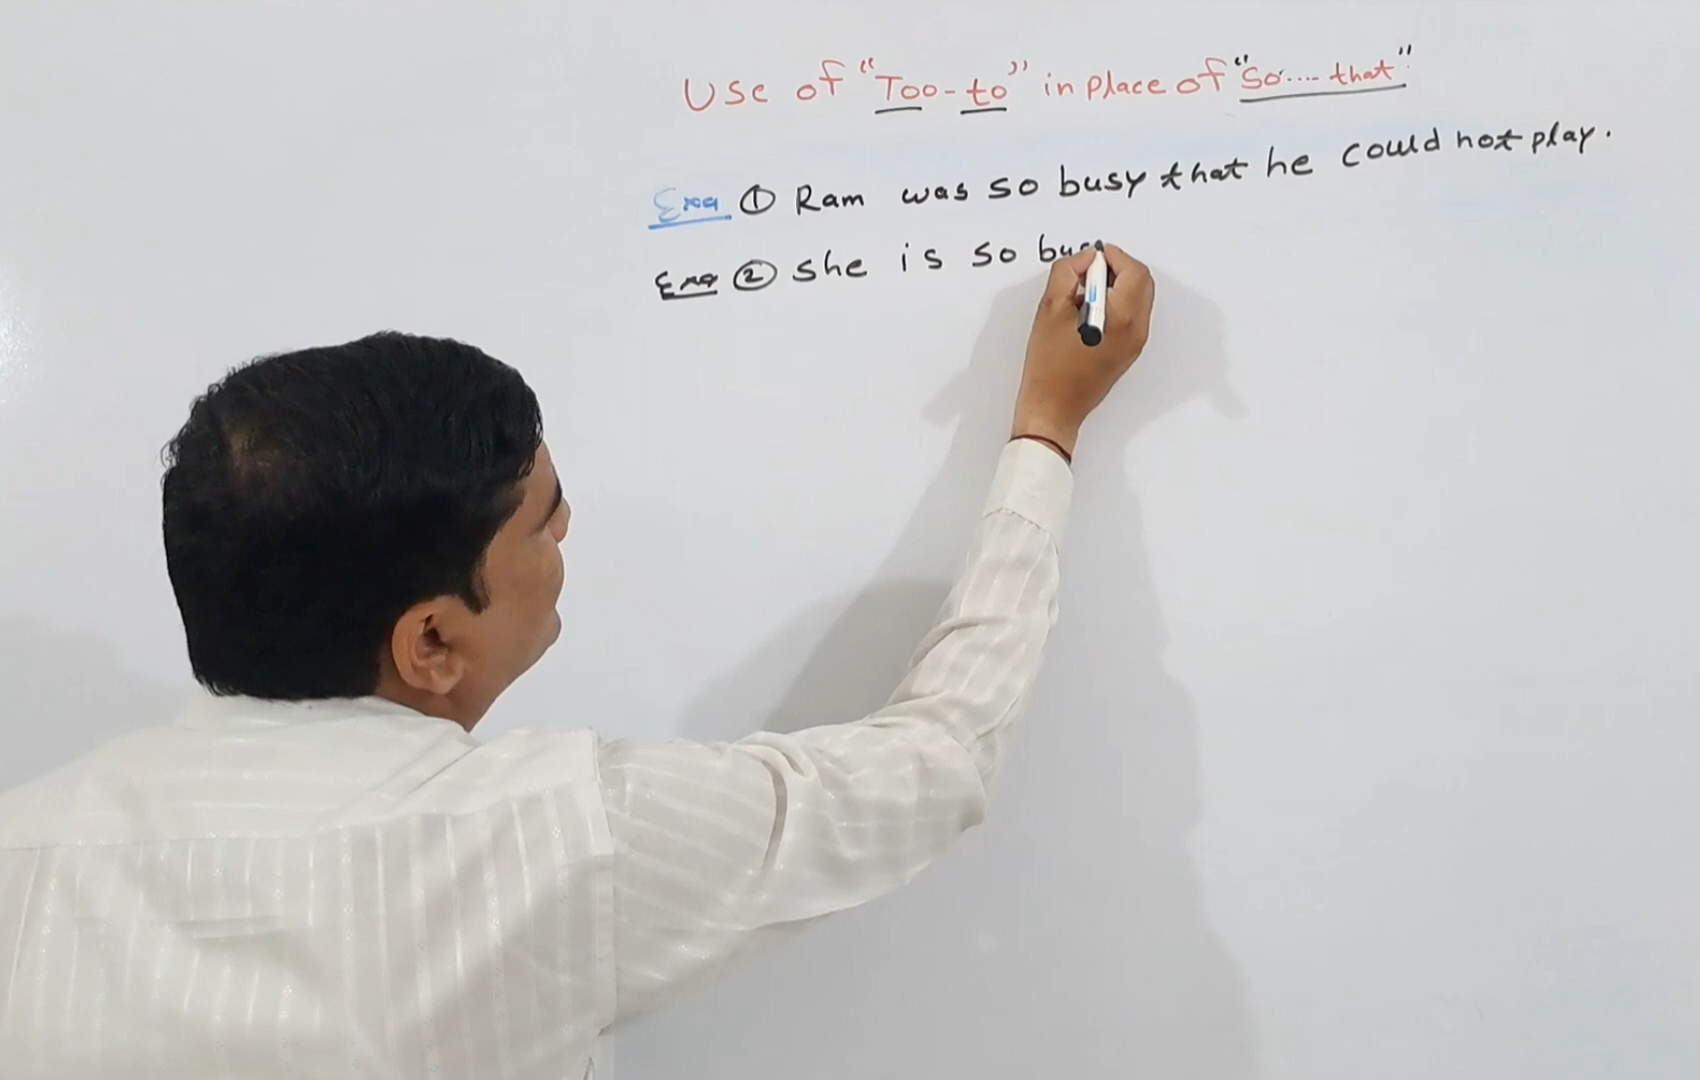 Use of "Too-to" in place of "So.... that"
Exa ① Ram was so busy that he could not play.
Exa ② she is so bus